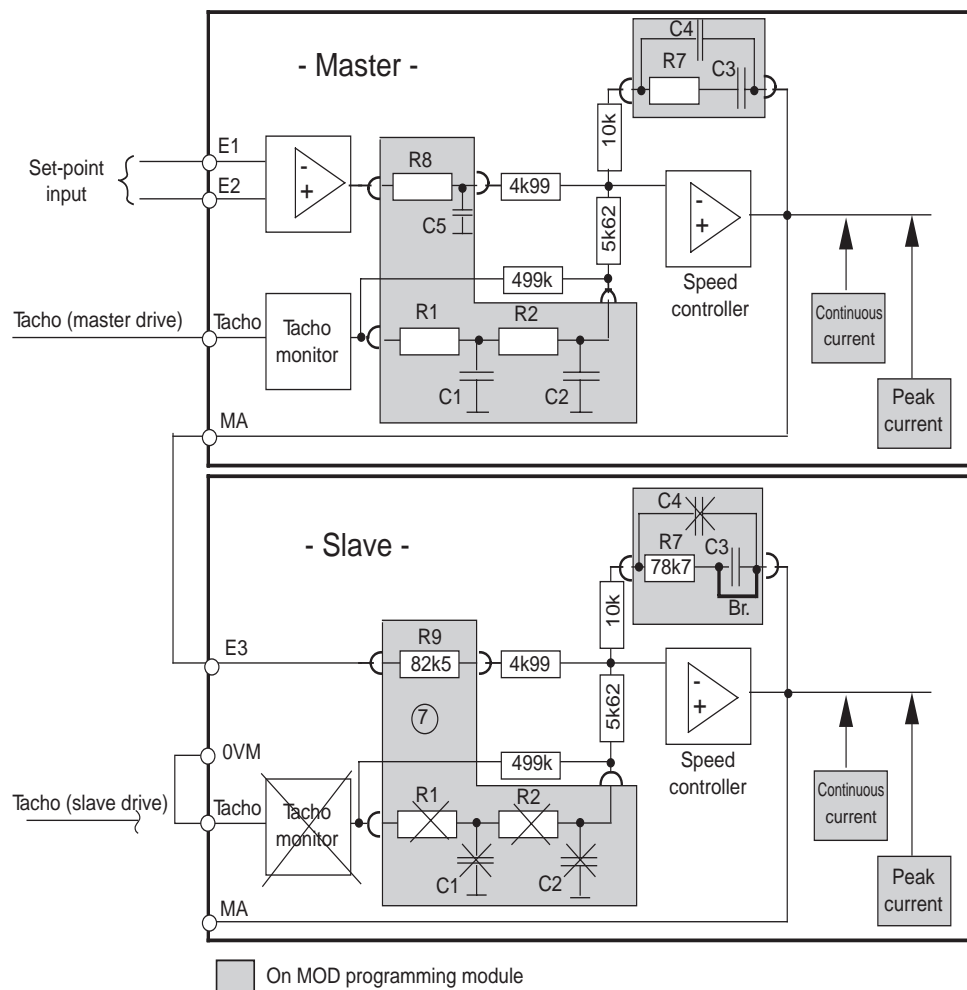 - Master -
C4
R7
C3
10k
Set-point
input
E1
E2
-
+
R8
C5
4k99
5k62
-
+
Speed
controller
499k
Tacho (master drive)
Tacho
Tacho
monitor
R1
R2
C1
C2
Continuous
current
Peak
current
MA
- Slave -
C4
R7
C3
78k7
Br.
10k
E3
R9
82k5
4k99
7
5k62
-
+
Speed
controller
0VM
499k
Tacho (slave drive)
Tacho
Tacho
monitor
R1
R2
C1
C2
Continuous
current
Peak
current
MA
On MOD programming module